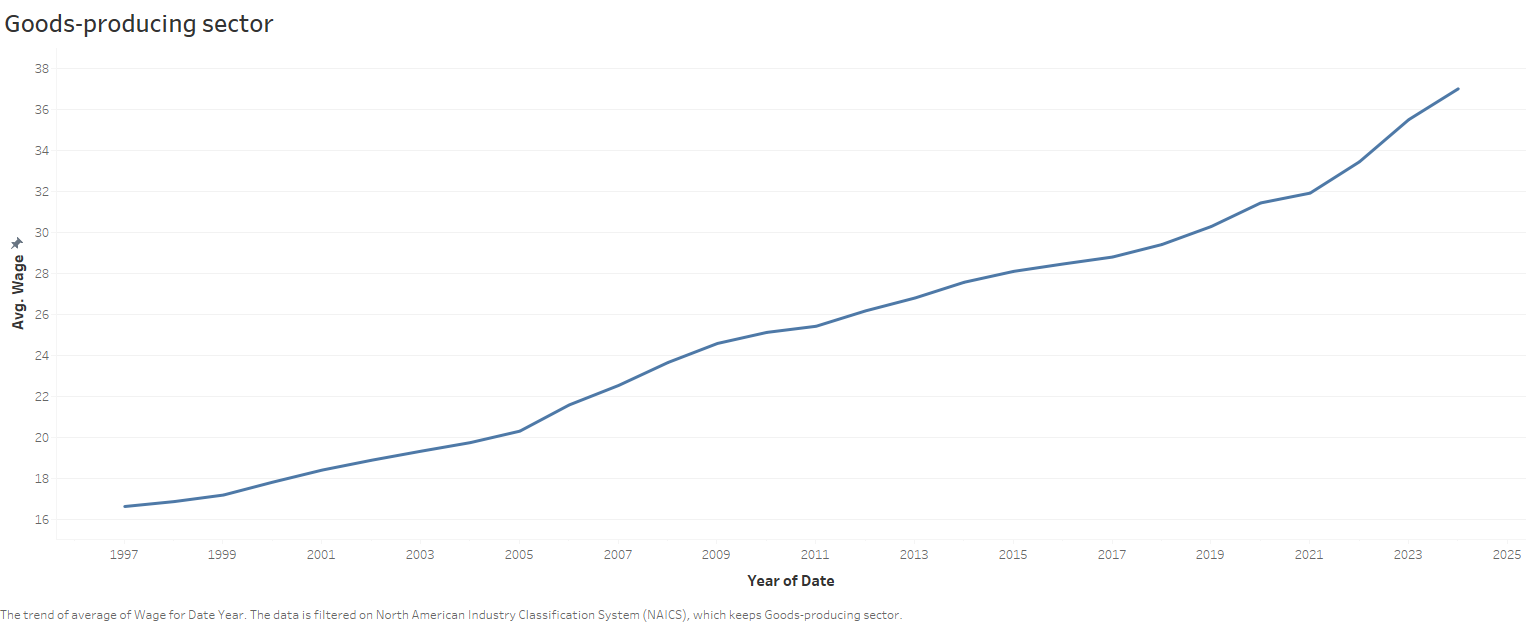 Goods-producing sector
38
36
34
32
30
28
26
24
22
20
18
16
Avg. Wage
1997 1999 2001 2003 2005 2007 2009 2011 2013 2015 2017 2019 2021 2023 2025
Year of Date
The trend of average of Wage for Date Year. The data is filtered on North American Industry Classification System (NAICS), which keeps Goods-producing sector.